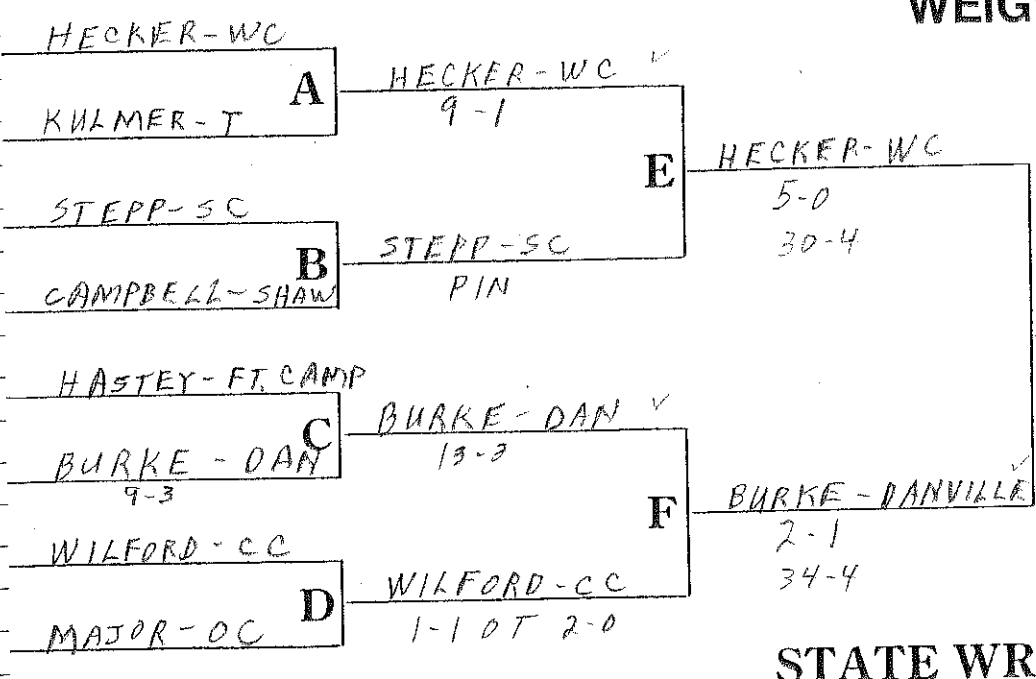 WEIG
HECKER-WC
A
KULMER-T
HECKER-WC
9-1
STEPP-SC
B
CAMPBELL-SHAW
STEPP-SC
PIN
E
HECKER-WC
5-0
30-4
HASTEY-FT. CAMP
C
BURKE-DAN
9-3
BURKE-DAN
13-3
WILFORD-CC
D
MAJOR-OC
WILFORD-CC
1-1 OT 2-0
F
BURKE-DANVILLE
2-1
34-4
STATE WR